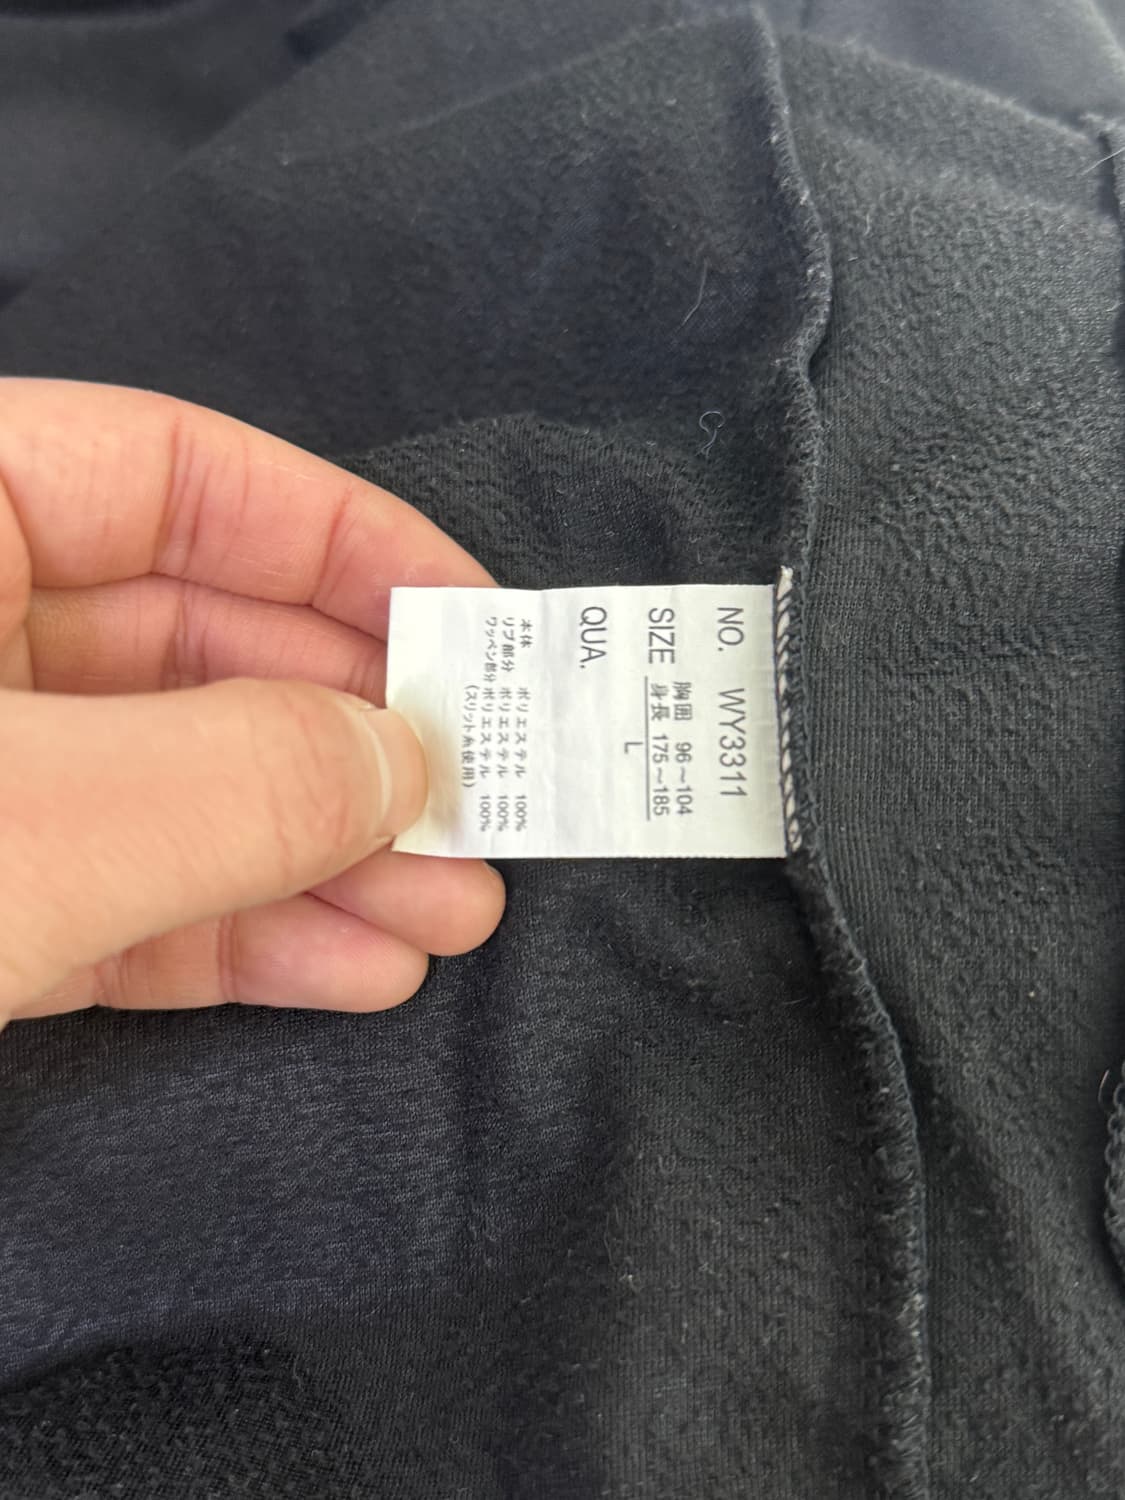 NO. WY3311
SIZE 胸囲 96～104
身長 175～185
L
QUA.
本体 ポリエステル 100%
リブ部分 ポリエステル 100%
ワッペン部分 ポリエステル 100%
(スリット糸使用)